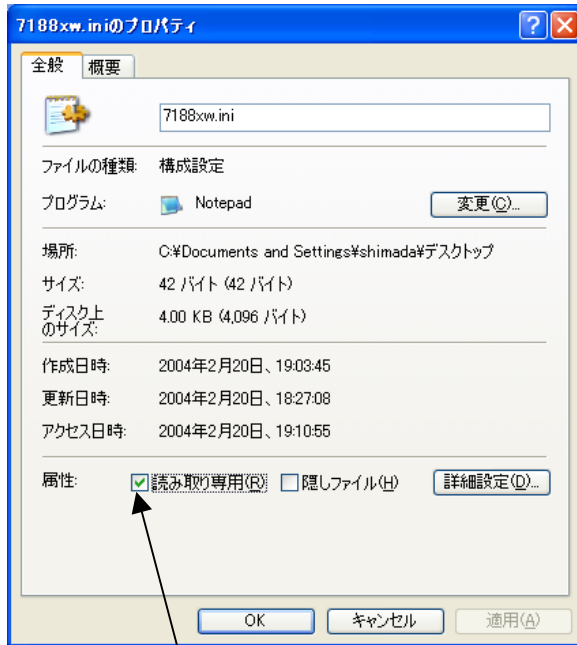 7188xw.iniのプロパティ
全般 概要
7188xw.ini
ファイルの種類: 構成設定
プログラム: Notepad 変更(C)...
場所: C:¥Documents and Settings¥shimada¥デスクトップ
サイズ: 42 バイト (42 バイト)
ディスク上
のサイズ: 4.00 KB (4,096 バイト)
作成日時: 2004年2月20日、19:03:45
更新日時: 2004年2月20日、18:27:08
アクセス日時: 2004年2月20日、19:10:55
属性: 読み取り専用(R) 隠しファイル(H) 詳細設定(D)...
OK キャンセル 適用(A)